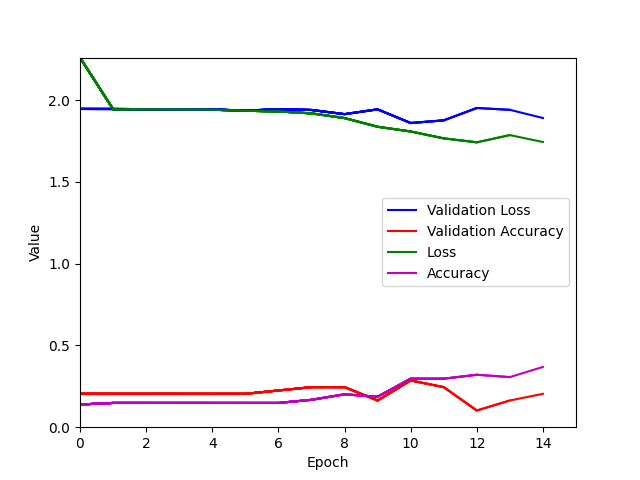 2.0
1.5
1.0
0.5
0.0
Value
0 2 4 6 8 10 12 14
Epoch
Validation Loss
Validation Accuracy
Loss
Accuracy